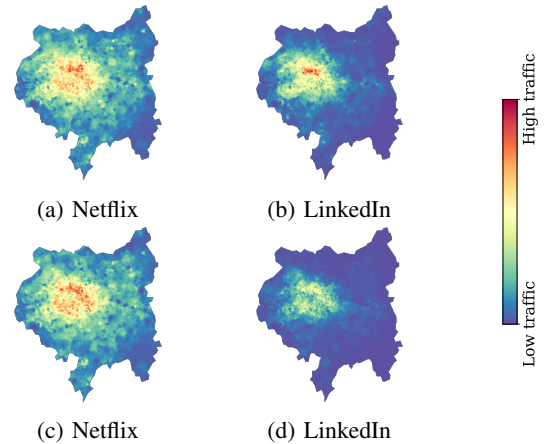 (a) Netflix
(b) LinkedIn
High traffic
Low traffic
(c) Netflix
(d) LinkedIn